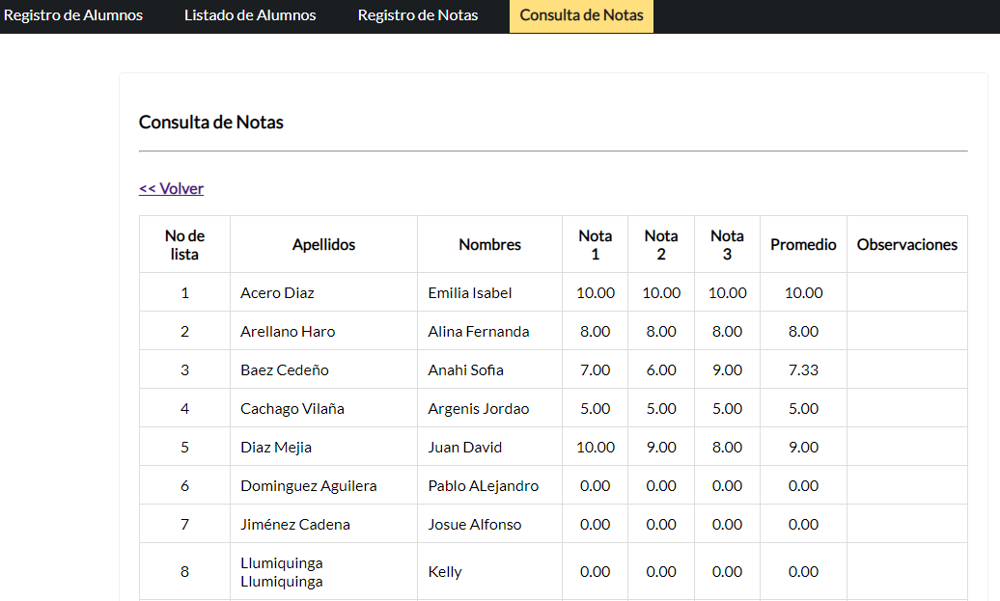 Registro de Alumnos Listado de Alumnos Registro de Notas Consulta de Notas
Consulta de Notas
<< Volver
No de lista Apellidos Nombres Nota 1 Nota 2 Nota 3 Promedio Observaciones
1 Acero Diaz Emilia Isabel 10.00 10.00 10.00 10.00
2 Arellano Haro Alina Fernanda 8.00 8.00 8.00 8.00
3 Baez Cedeño Anahi Sofia 7.00 6.00 9.00 7.33
4 Cachago Vilaña Argenis Jordao 5.00 5.00 5.00 5.00
5 Diaz Mejia Juan David 10.00 9.00 8.00 9.00
6 Dominguez Aguilera Pablo ALejandro 0.00 0.00 0.00 0.00
7 Jiménez Cadena Josue Alfonso 0.00 0.00 0.00 0.00
8 Llumiquinga Llumiquinga Kelly 0.00 0.00 0.00 0.00